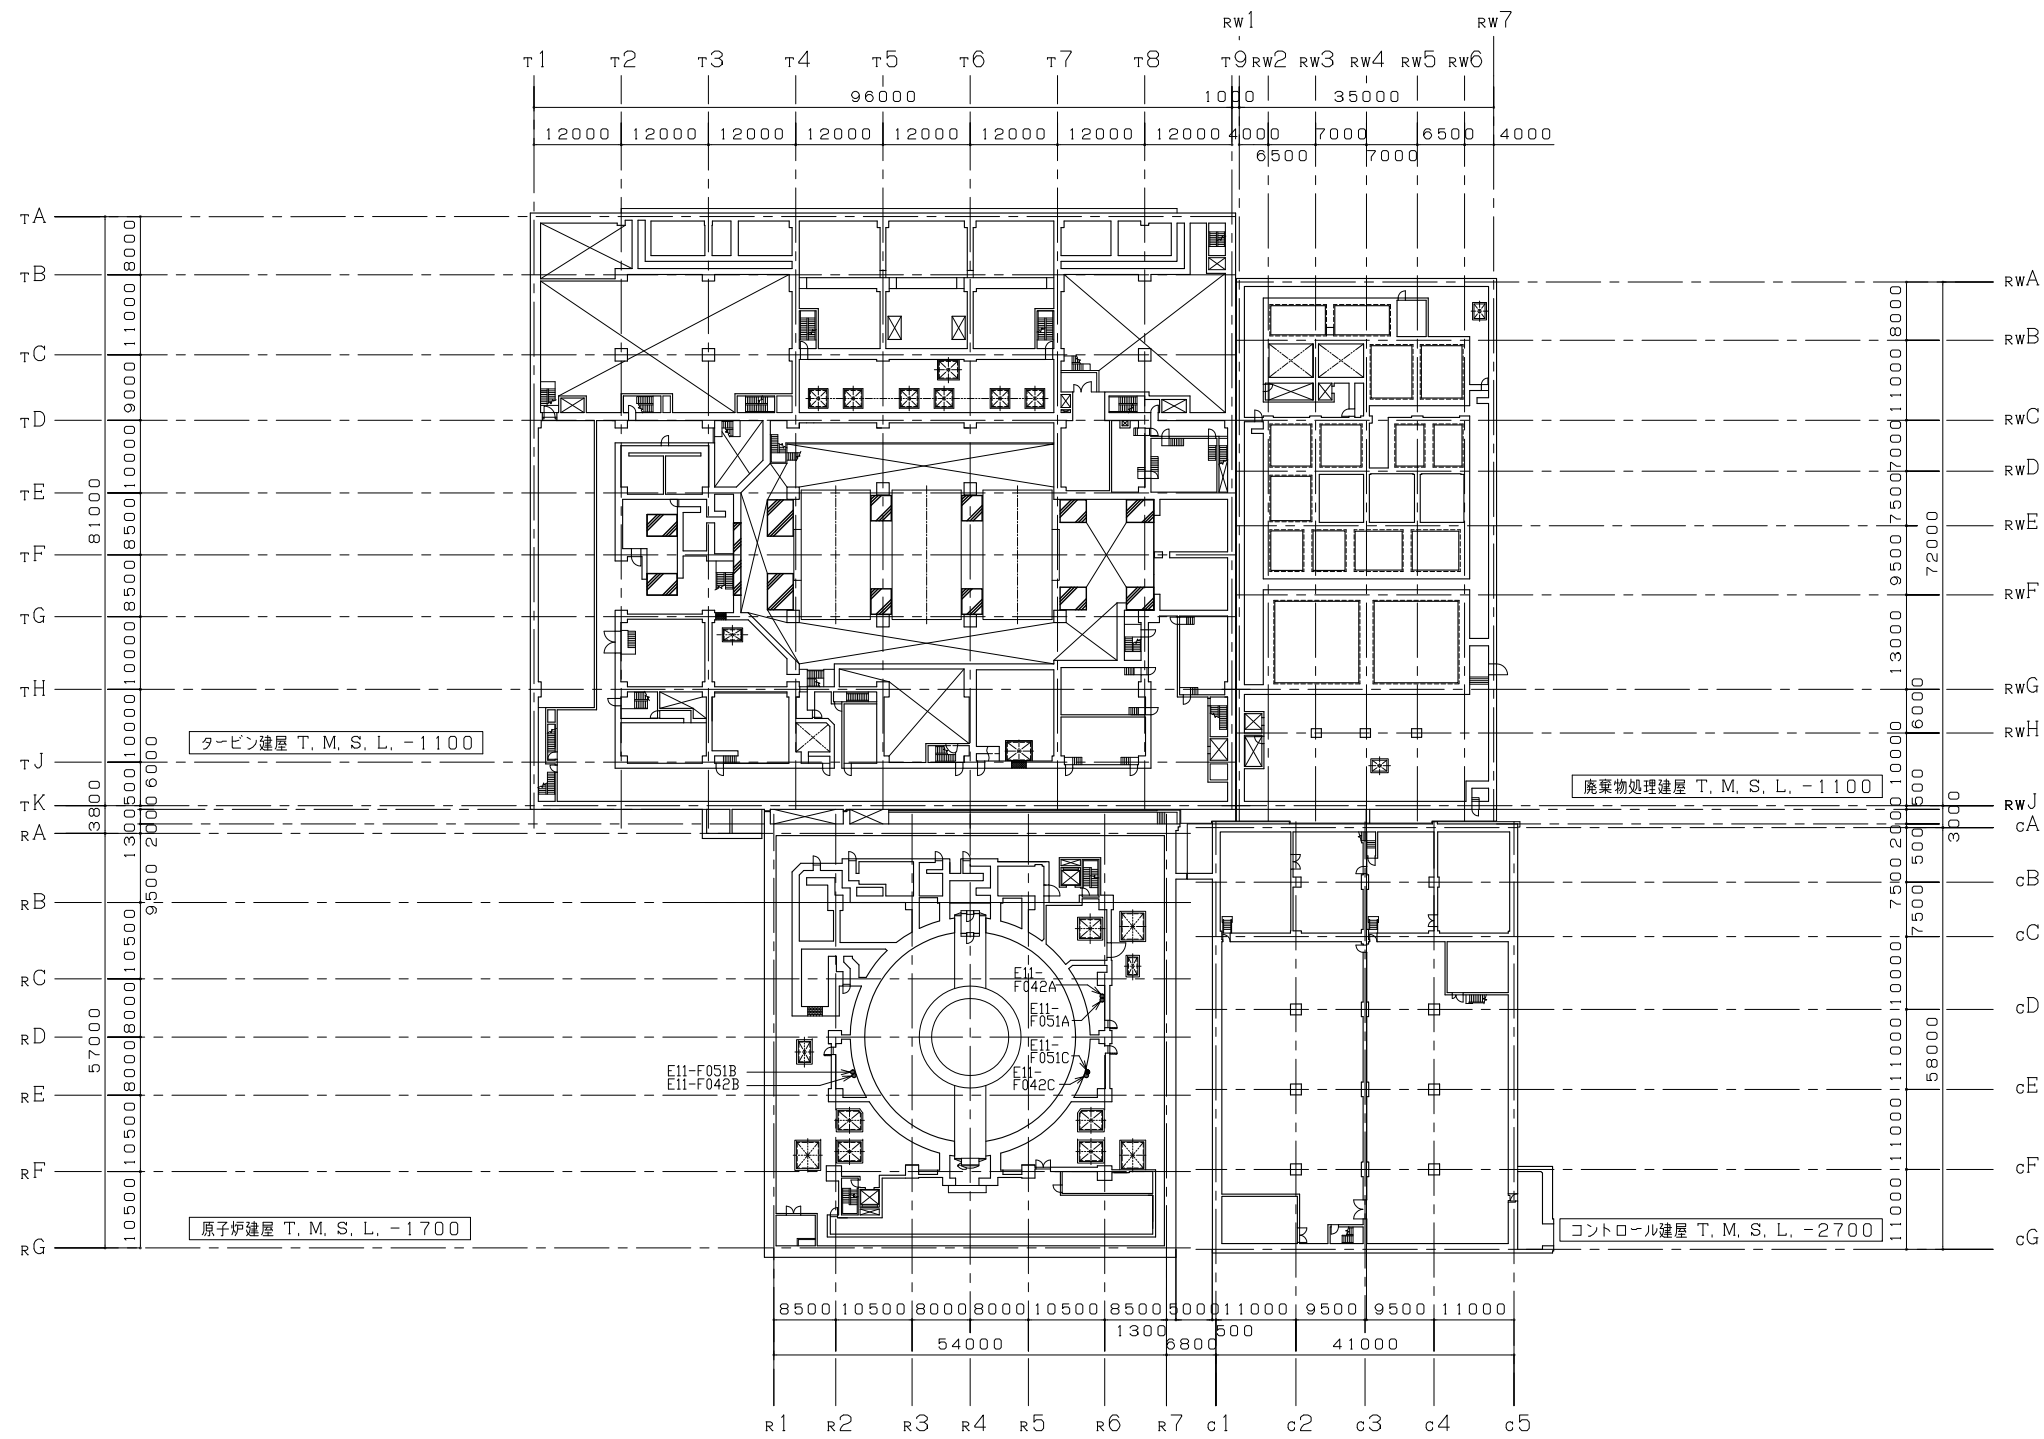 RW1
RW7
T1 T2 T3 T4 T5 T6 T7 T8 T9 RW2 RW3 RW4 RW5 RW6
96000 1000 35000
12000 12000 12000 12000 12000 12000 12000 12000 4000 7000 6500 4000
6500 7000
TA
TB
TC
TD
TE
TF
TG
TH
TJ
TK
RA
RB
RC
RD
RE
RF
RG
8000
11000
9000
10000
8500
8500
10000
10000
6000
500
1300
2000
9500
10500
8000
8000
10500
10500
81000
3800
57000
RWA
RWB
RWC
RWD
RWE
RWF
RWG
RWH
RWJ
CA
CB
CC
CD
CE
CF
CG
8000
11000
7000
7500
9500
13000
6000
10000
500
2000
500
7500
7500
10000
11000
11000
11000
72000
3000
58000
タービン建屋 T.M.S.L.-1100
廃棄物処理建屋 T.M.S.L.-1100
E11-
F042A
E11-
F051A
E11-
F051C
E11-
F042C
E11-F051B
E11-F042B
原子炉建屋 T.M.S.L.-1700
コントロール建屋 T.M.S.L.-2700
8500 10500 8000 8000 10500 8500 5000 11000 9500 9500 11000
1300 500
54000 6800 41000
R1 R2 R3 R4 R5 R6 R7 C1 C2 C3 C4 C5